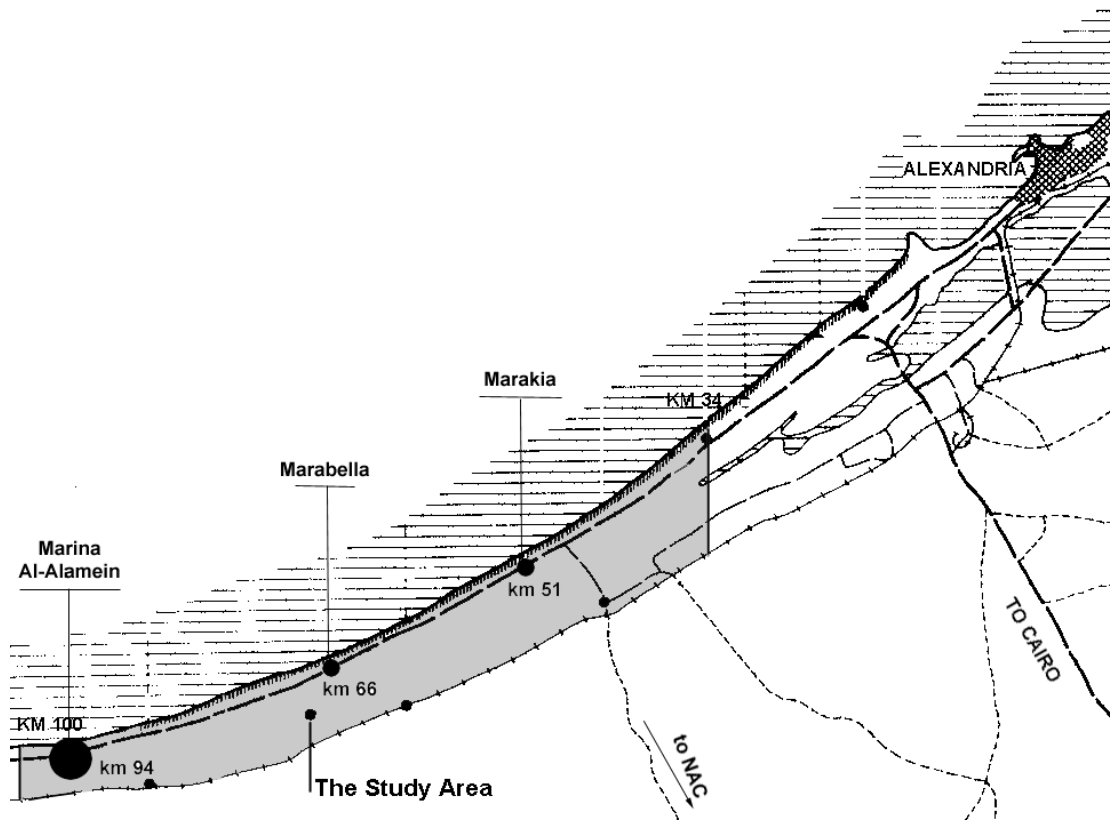 ALEXANDRIA
Marakia
KM 34
Marabella
km 51
Marina
Al-Alamein
km 66
KM 100
km 94
The Study Area
to NAC
TO CAIRO